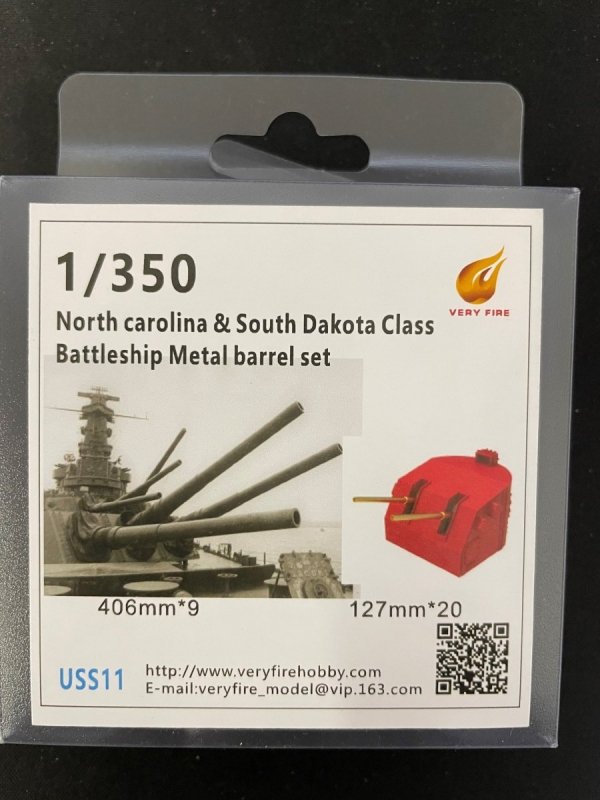 1/350
VERY FIRE
North carolina & South Dakota Class
Battleship Metal barrel set
406mm*9
127mm*20
USS11
http://www.veryfirehobby.com
E-mail:veryfire_model@vip.163.com